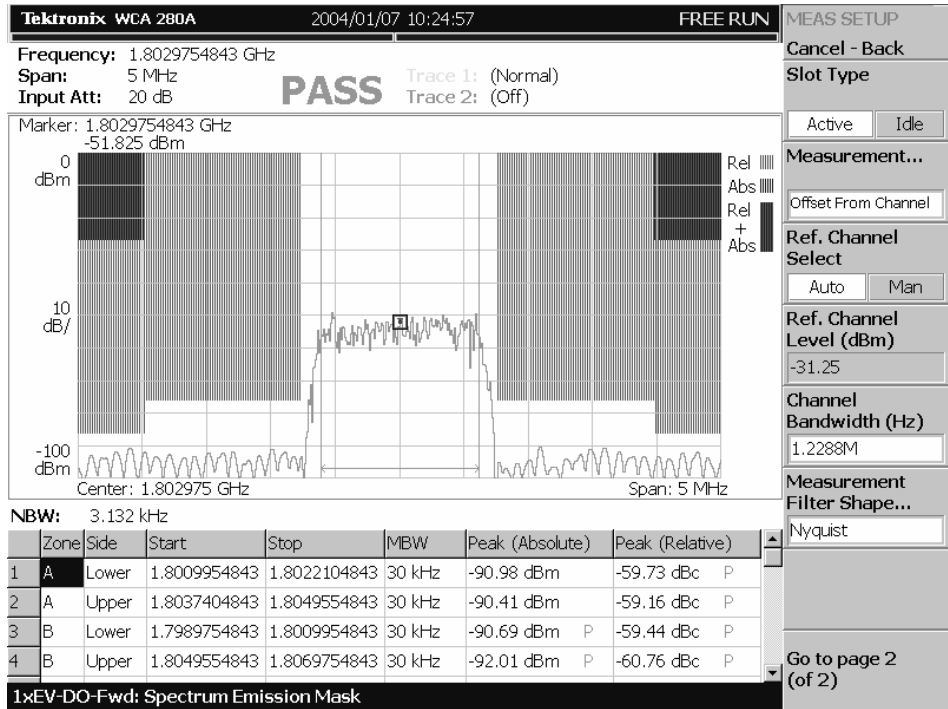 Tektronix WCA 280A 2004/01/07 10:24:57 FREE RUN
Frequency: 1.8029754843 GHz
Span: 5 MHz
Input Att: 20 dB
PASS
Trace 1: (Normal)
Trace 2: (Off)
Marker: 1.8029754843 GHz
-51.825 dBm
0
dBm
10
dB/
-100
dBm
Rel
Abs
Rel
+
Abs
Center: 1.802975 GHz Span: 5 MHz
NBW: 3.132 kHz
Zone Side Start Stop MBW Peak (Absolute) Peak (Relative)
1 A Lower 1.8009954843 1.8022104843 30 kHz -90.98 dBm -59.73 dBc P
2 A Upper 1.8037404843 1.8049554843 30 kHz -90.41 dBm -59.16 dBc P
3 B Lower 1.7989754843 1.8009954843 30 kHz -90.69 dBm P -59.44 dBc P
4 B Upper 1.8049554843 1.8069754843 30 kHz -92.01 dBm P -60.76 dBc P
1xEV-DO-Fwd: Spectrum Emission Mask
MEAS SETUP
Cancel - Back
Slot Type
Active Idle
Measurement...
Offset From Channel
Ref. Channel
Select
Auto Man
Ref. Channel
Level (dBm)
-31.25
Channel
Bandwidth (Hz)
1.2288M
Measurement
Filter Shape...
Nyquist
Go to page 2
(of 2)